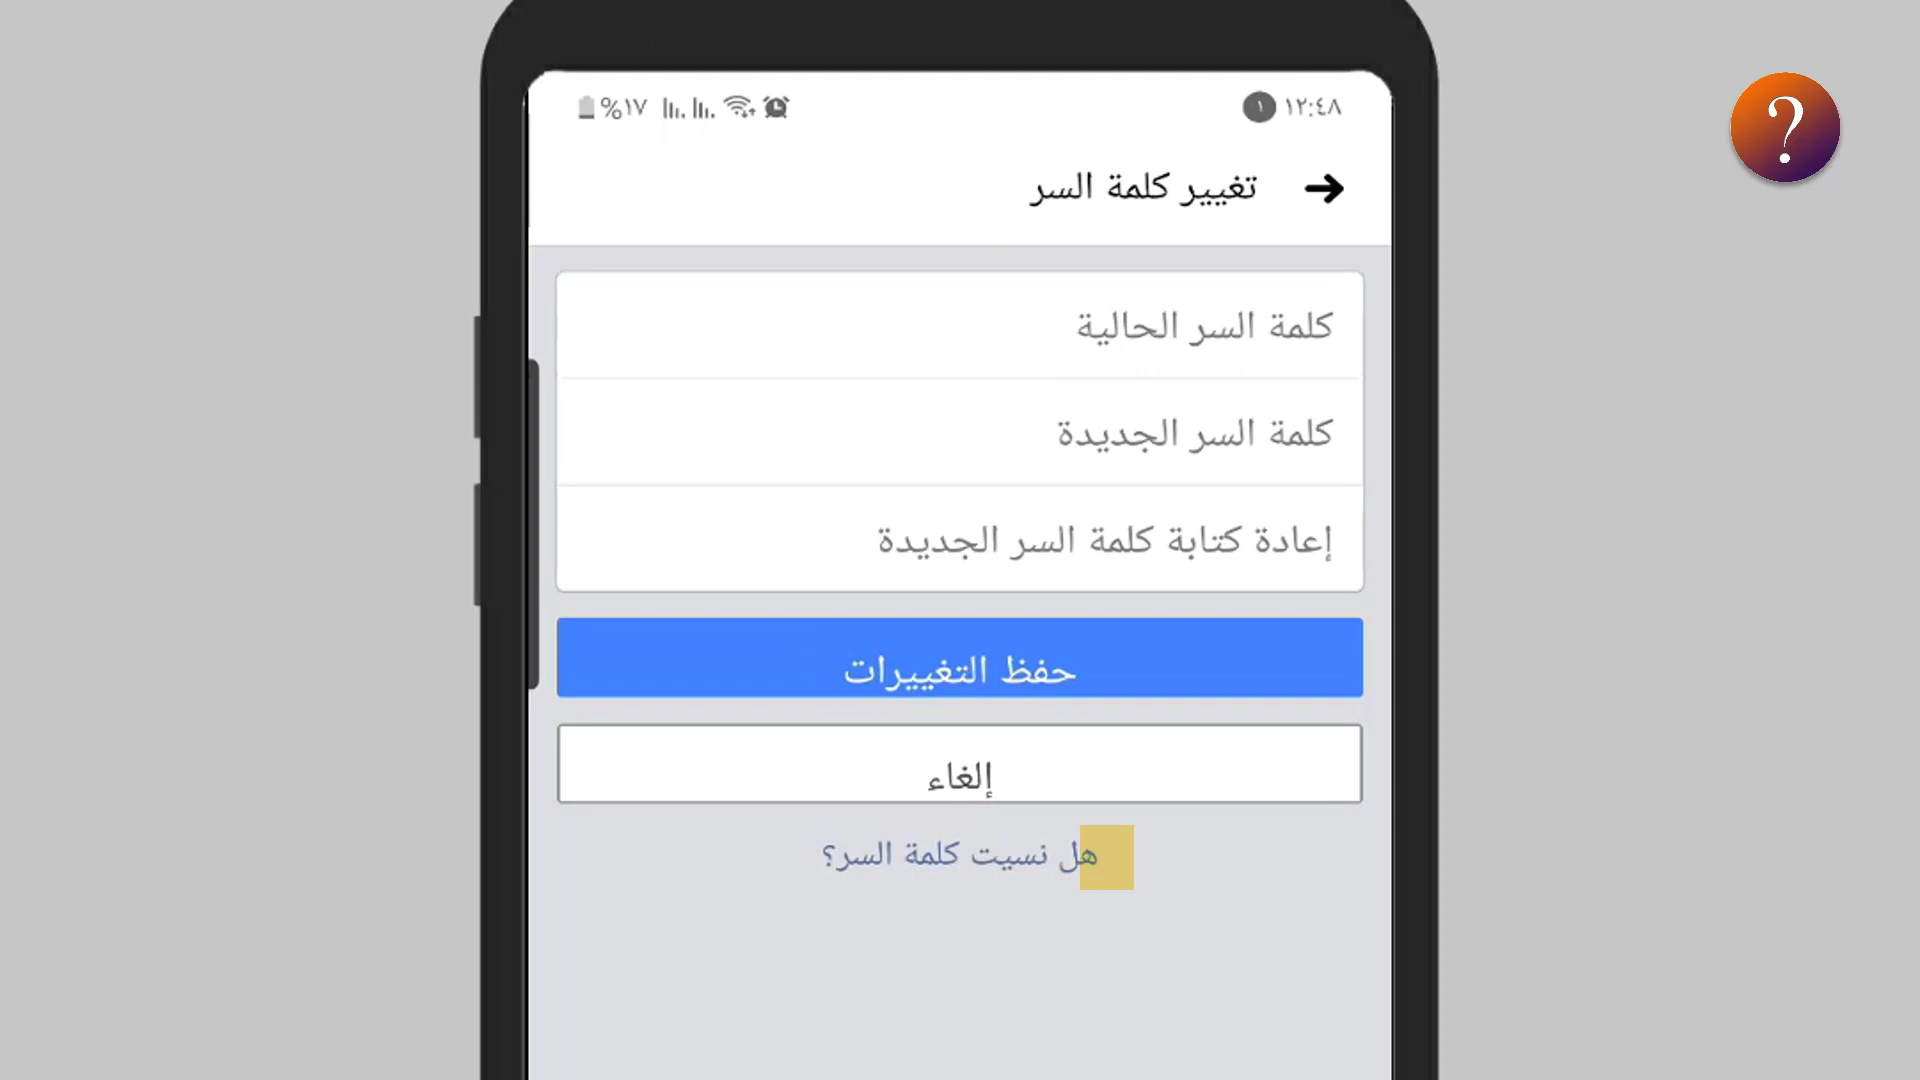 ١٢:٤٨ ١ %١٧
تغيير كلمة السر
كلمة السر الحالية
كلمة السر الجديدة
إعادة كتابة كلمة السر الجديدة
حفظ التغييرات
إلغاء
هل نسيت كلمة السر؟
?